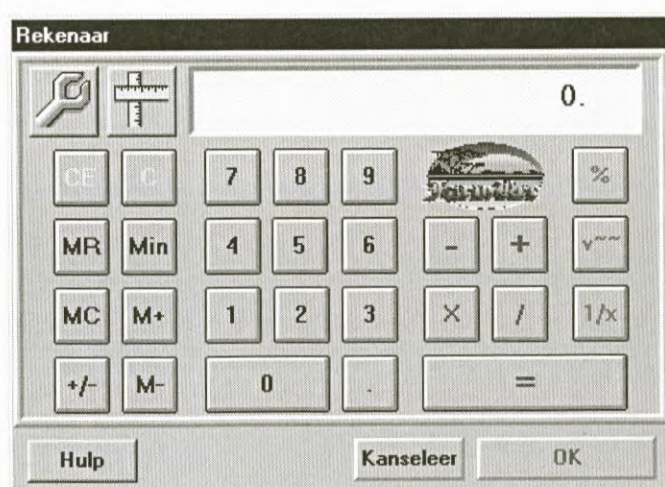 Rekenaar
0.
CE C 7 8 9 %
MR Min 4 5 6 - + v~~
MC M+ 1 2 3 X / 1/x
+/- M- 0 . =
Hulp Kanseleer OK